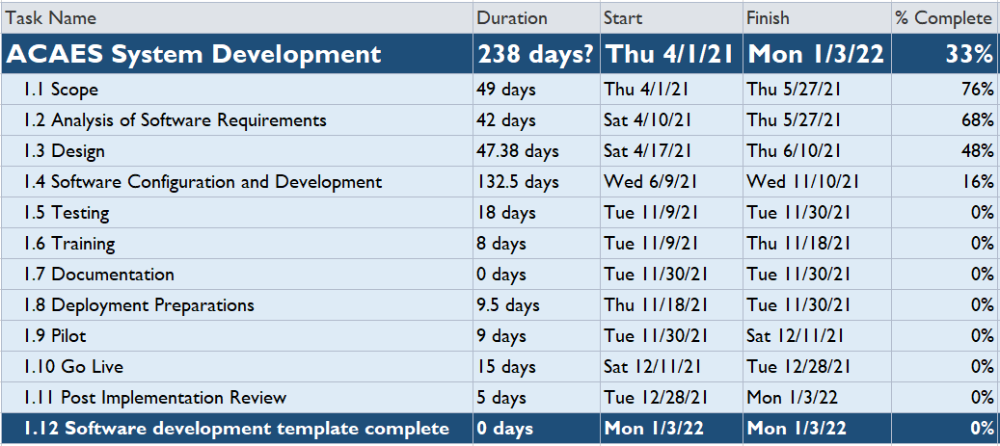 Task Name Duration Start Finish % Complete
ACAES System Development 238 days? Thu 4/1/21 Mon 1/3/22 33%
1.1 Scope 49 days Thu 4/1/21 Thu 5/27/21 76%
1.2 Analysis of Software Requirements 42 days Sat 4/10/21 Thu 5/27/21 68%
1.3 Design 47.38 days Sat 4/17/21 Thu 6/10/21 48%
1.4 Software Configuration and Development 132.5 days Wed 6/9/21 Wed 11/10/21 16%
1.5 Testing 18 days Tue 11/9/21 Tue 11/30/21 0%
1.6 Training 8 days Tue 11/9/21 Thu 11/18/21 0%
1.7 Documentation 0 days Tue 11/30/21 Tue 11/30/21 0%
1.8 Deployment Preparations 9.5 days Thu 11/18/21 Tue 11/30/21 0%
1.9 Pilot 9 days Tue 11/30/21 Sat 12/11/21 0%
1.10 Go Live 15 days Sat 12/11/21 Tue 12/28/21 0%
1.11 Post Implementation Review 5 days Tue 12/28/21 Mon 1/3/22 0%
1.12 Software development template complete 0 days Mon 1/3/22 Mon 1/3/22 0%